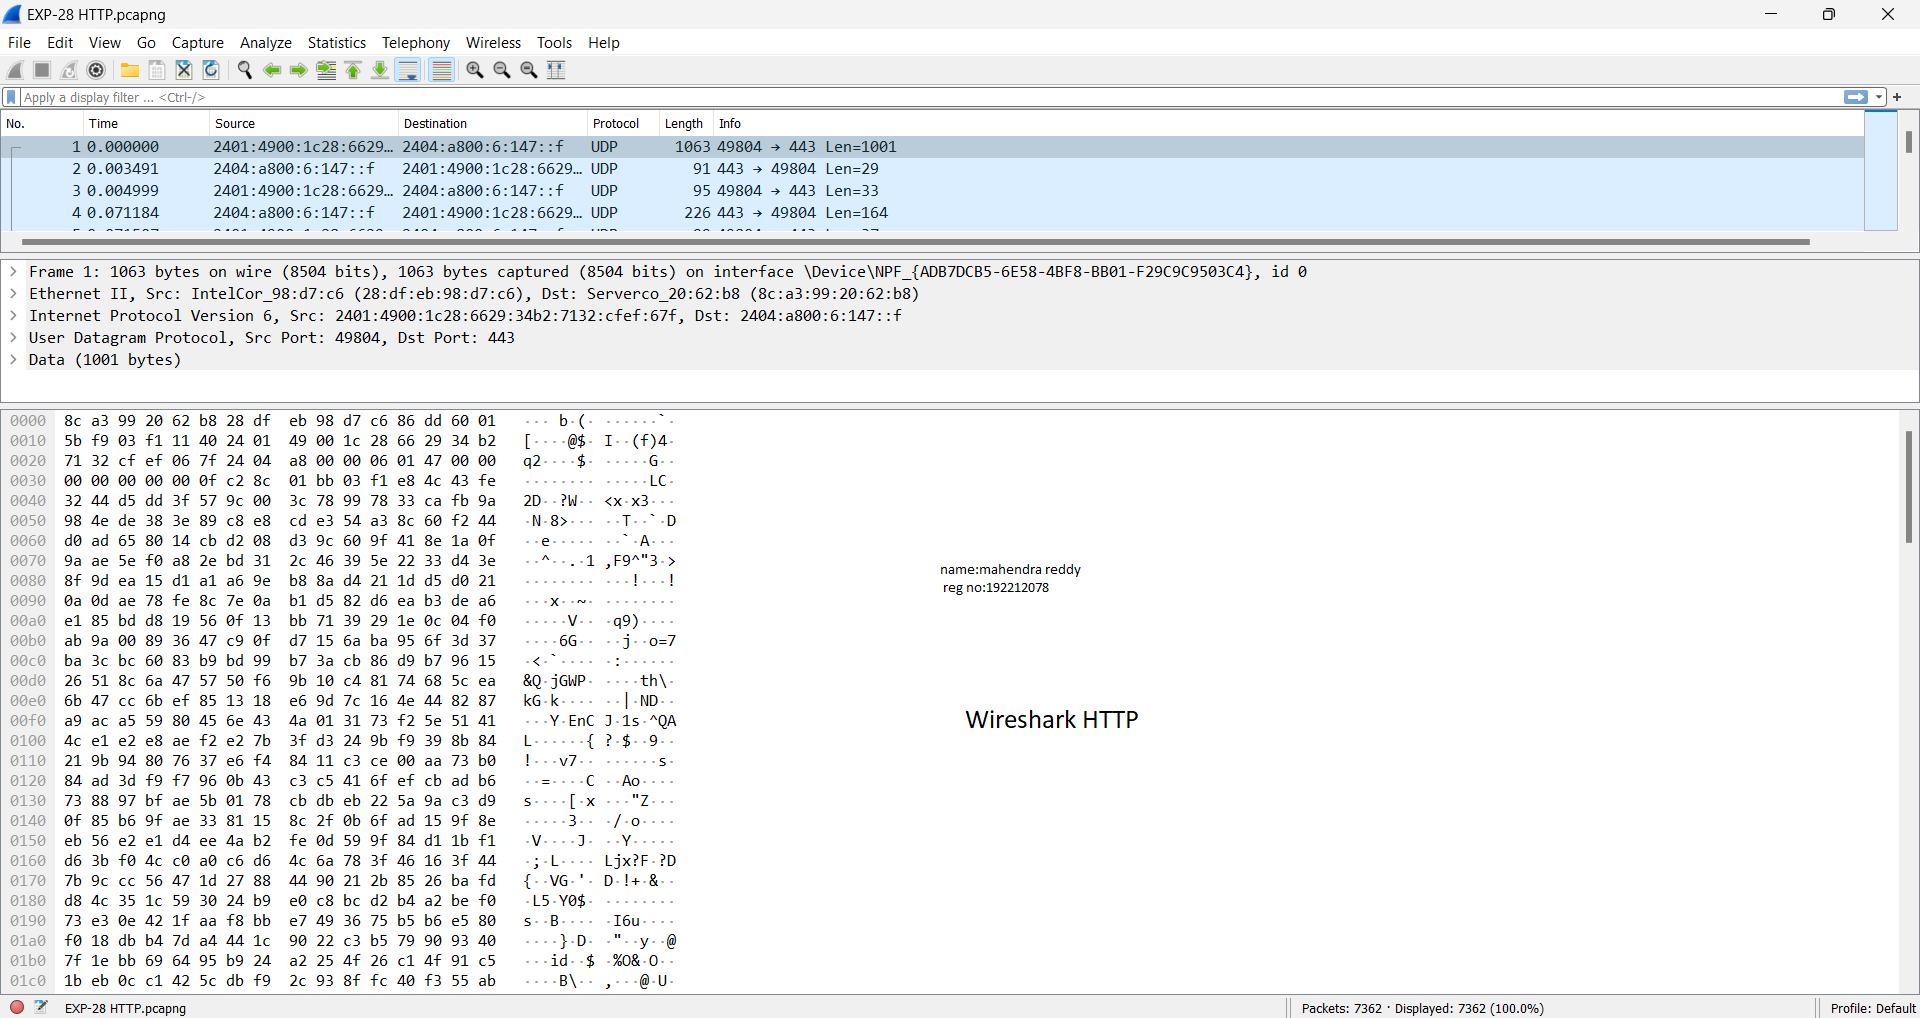 EXP-28 HTTP.pcapng
File Edit View Go Capture Analyze Statistics Telephony Wireless Tools Help
Apply a display filter ... <Ctrl-/>
No. Time Source Destination Protocol Length Info
1 0.000000 2401:4900:1c28:6629… 2404:a800:6:147::f UDP 1063 49804 → 443 Len=1001
2 0.003491 2404:a800:6:147::f 2401:4900:1c28:6629… UDP 91 443 → 49804 Len=29
3 0.004999 2401:4900:1c28:6629… 2404:a800:6:147::f UDP 95 49804 → 443 Len=33
4 0.071184 2404:a800:6:147::f 2401:4900:1c28:6629… UDP 226 443 → 49804 Len=164
Frame 1: 1063 bytes on wire (8504 bits), 1063 bytes captured (8504 bits) on interface \Device\NPF_{ADB7DCB5-6E58-4BF8-BB01-F29C9C9503C4}, id 0
Ethernet II, Src: IntelCor_98:d7:c6 (28:df:eb:98:d7:c6), Dst: Serverco_20:62:b8 (8c:a3:99:20:62:b8)
Internet Protocol Version 6, Src: 2401:4900:1c28:6629:34b2:7132:cfef:67f, Dst: 2404:a800:6:147::f
User Datagram Protocol, Src Port: 49804, Dst Port: 443
Data (1001 bytes)
0000 8c a3 99 20 62 b8 28 df eb 98 d7 c6 86 dd 60 01 ··· b·(· ······`·
0010 5b f9 03 f1 11 40 24 01 49 00 1c 28 66 29 34 b2 [····@$· I··(f)4·
0020 71 32 cf ef 06 7f 24 04 a8 00 00 06 01 47 00 00 q2····$· ·····G··
0030 00 00 00 00 00 0f c2 8c 01 bb 03 f1 e8 4c 43 fe ········ ·····LC·
0040 32 44 d5 dd 3f 57 9c 00 3c 78 99 78 33 ca fb 9a 2D··?W·· <x·x3···
0050 98 4e de 38 3e 89 c8 e8 cd e3 54 a3 8c 60 f2 44 ·N·8>··· ··T··`·D
0060 d0 ad 65 80 14 cb d2 08 d3 9c 60 9f 41 8e 1a 0f ··e····· ··`·A···
0070 9a ae 5e f0 a8 2e bd 31 2c 46 39 5e 22 33 d4 3e ··^··.·1 ,F9^"3·>
0080 8f 9d ea 15 d1 a1 a6 9e b8 8a d4 21 1d d5 d0 21 ········ ···!···!
0090 0a 0d ae 78 fe 8c 7e 0a b1 d5 82 d6 ea b3 de a6 ···x··~· ········
00a0 e1 85 bd d8 19 56 0f 13 bb 71 39 29 1e 0c 04 f0 ·····V·· ·q9)····
00b0 ab 9a 00 89 36 47 c9 0f d7 15 6a ba 95 6f 3d 37 ····6G·· ··j··o=7
00c0 ba 3c bc 60 83 b9 bd 99 b7 3a cb 86 d9 b7 96 15 ·<·`···· ·:······
00d0 26 51 8c 6a 47 57 50 f6 9b 10 c4 81 74 68 5c ea &Q·jGWP· ····th\·
00e0 6b 47 cc 6b ef 85 13 18 e6 9d 7c 16 4e 44 82 87 kG·k···· ··|·ND··
00f0 a9 ac a5 59 80 45 6e 43 4a 01 31 73 f2 5e 51 41 ···Y·EnC J·1s·^QA
0100 4c e1 e2 e8 ae f2 e2 7b 3f d3 24 9b f9 39 8b 84 L······{ ?·$··9··
0110 21 9b 94 80 76 37 e6 f4 84 11 c3 ce 00 aa 73 b0 !···v7·· ······s·
0120 84 ad 3d f9 f7 96 0b 43 c3 c5 41 6f ef cb ad b6 ··=····C ··Ao····
0130 73 88 97 bf ae 5b 01 78 cb db eb 22 5a 9a c3 d9 s····[·x ···"Z···
0140 0f 85 b6 9f ae 33 81 15 8c 2f 0b 6f ad 15 9f 8e ·····3·· ·/·o····
0150 eb 56 e2 e1 d4 ee 4a b2 fe 0d 59 9f 84 d1 1b f1 ·V····J· ··Y·····
0160 d6 3b f0 4c c0 a0 c6 d6 4c 6a 78 3f 46 16 3f 44 ·;·L···· Ljx?F·?D
0170 7b 9c cc 56 47 1d 27 88 44 90 21 2b 85 26 ba fd {··VG·'· D·!+·&··
0180 d8 4c 35 1c 59 30 24 b9 e0 c8 bc d2 b4 a2 be f0 ·L5·Y0$· ········
0190 73 e3 0e 42 1f aa f8 bb e7 49 36 75 b5 b6 e5 80 s··B···· ·I6u····
01a0 f0 18 db b4 7d a4 44 1c 90 22 c3 b5 79 90 93 40 ····}·D· ·"··y··@
01b0 7f 1e bb 69 64 95 b9 24 a2 25 4f 26 c1 4f 91 c5 ···id··$ ·%O&·O··
01c0 1b eb 0c c1 42 5c db f9 2c 93 8f fc 40 f3 55 ab ····B\·· ,···@·U·
name:mahendra reddy
reg no:192212078
Wireshark HTTP
EXP-28 HTTP.pcapng
Packets: 7362 · Displayed: 7362 (100.0%)
Profile: Default